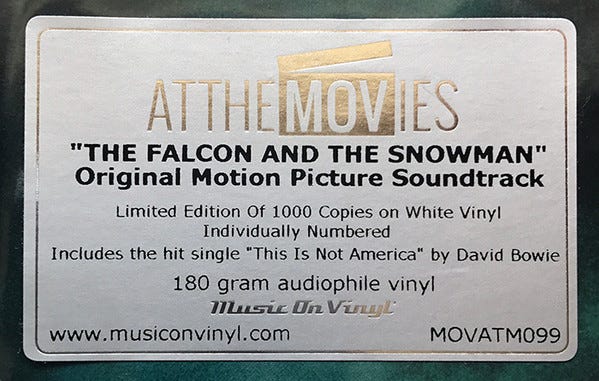 ATTHEMOVIES
"THE FALCON AND THE SNOWMAN"
Original Motion Picture Soundtrack
Limited Edition Of 1000 Copies on White Vinyl
Individually Numbered
Includes the hit single "This Is Not America" by David Bowie
180 gram audiophile vinyl
Music On Vinyl
www.musiconvinyl.com MOVATM099